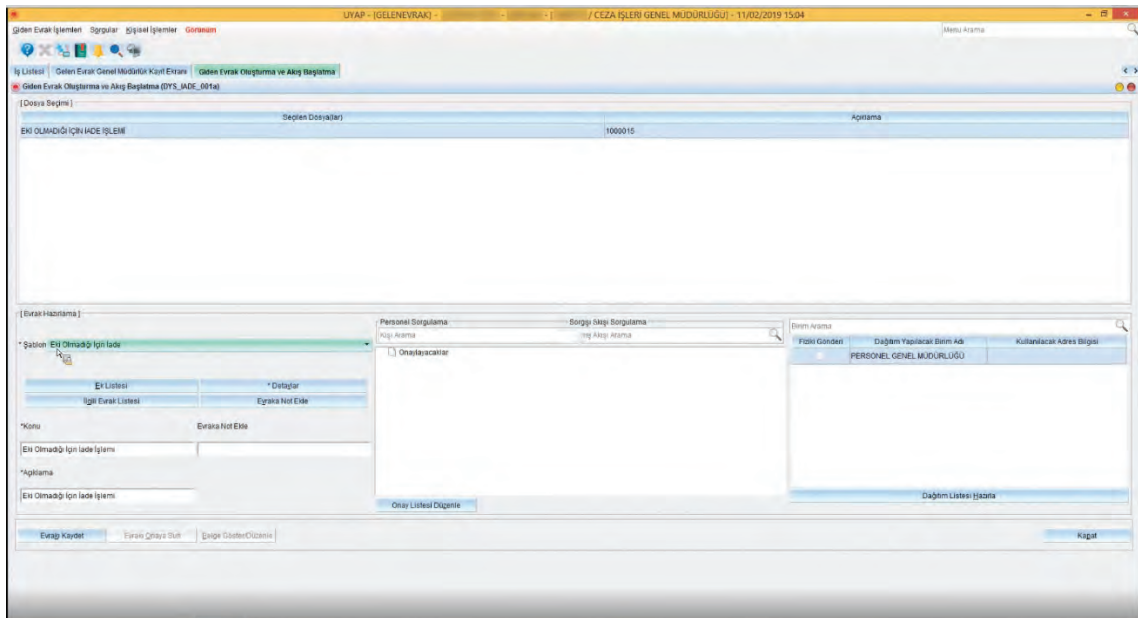 UYAP - [GELENEVRAK] - - - [ / CEZA İŞLERİ GENEL MÜDÜRLÜĞÜ] - 11/02/2019 15:04
Giden Evrak İşlemleri Sorgular Kişisel İşlemler Görünüm
Menü Arama
İş Listesi Gelen Evrak Genel Müdürlük Kayıt Ekranı Giden Evrak Oluşturma ve Akış Başlatma
Giden Evrak Oluşturma ve Akış Başlatma (DYS_IADE_001a)
[Dosya Seçimi]
Seçilen Dosya(lar) Açıklama
EKİ OLMADIĞI İÇİN İADE İŞLEMİ 1000015
[Evrak Hazırlama]
Personel Sorgulama Sorgu Akışı Sorgulama
Kişi Arama Akışı Arama
Birim Arama
* Şablon Eki Olmadığı İçin İade
Onaylayacaklar
Fiziki Gönderi Dağıtım Yapılacak Birim Adı Kullanılacak Adres Bilgisi
PERSONEL GENEL MÜDÜRLÜĞÜ
Ek Listesi * Detaylar
İlgili Evrak Listesi Evraka Not Ekle
*Konu Evraka Not Ekle
Eki Olmadığı İçin İade İşlemi
*Açıklama
Eki Olmadığı İçin İade İşlemi
Onay Listesi Düzenle
Dağıtım Listesi Hazırla
Evrakı Kaydet Evrakı Onaya Belge Göster/Düzenle
Kapat